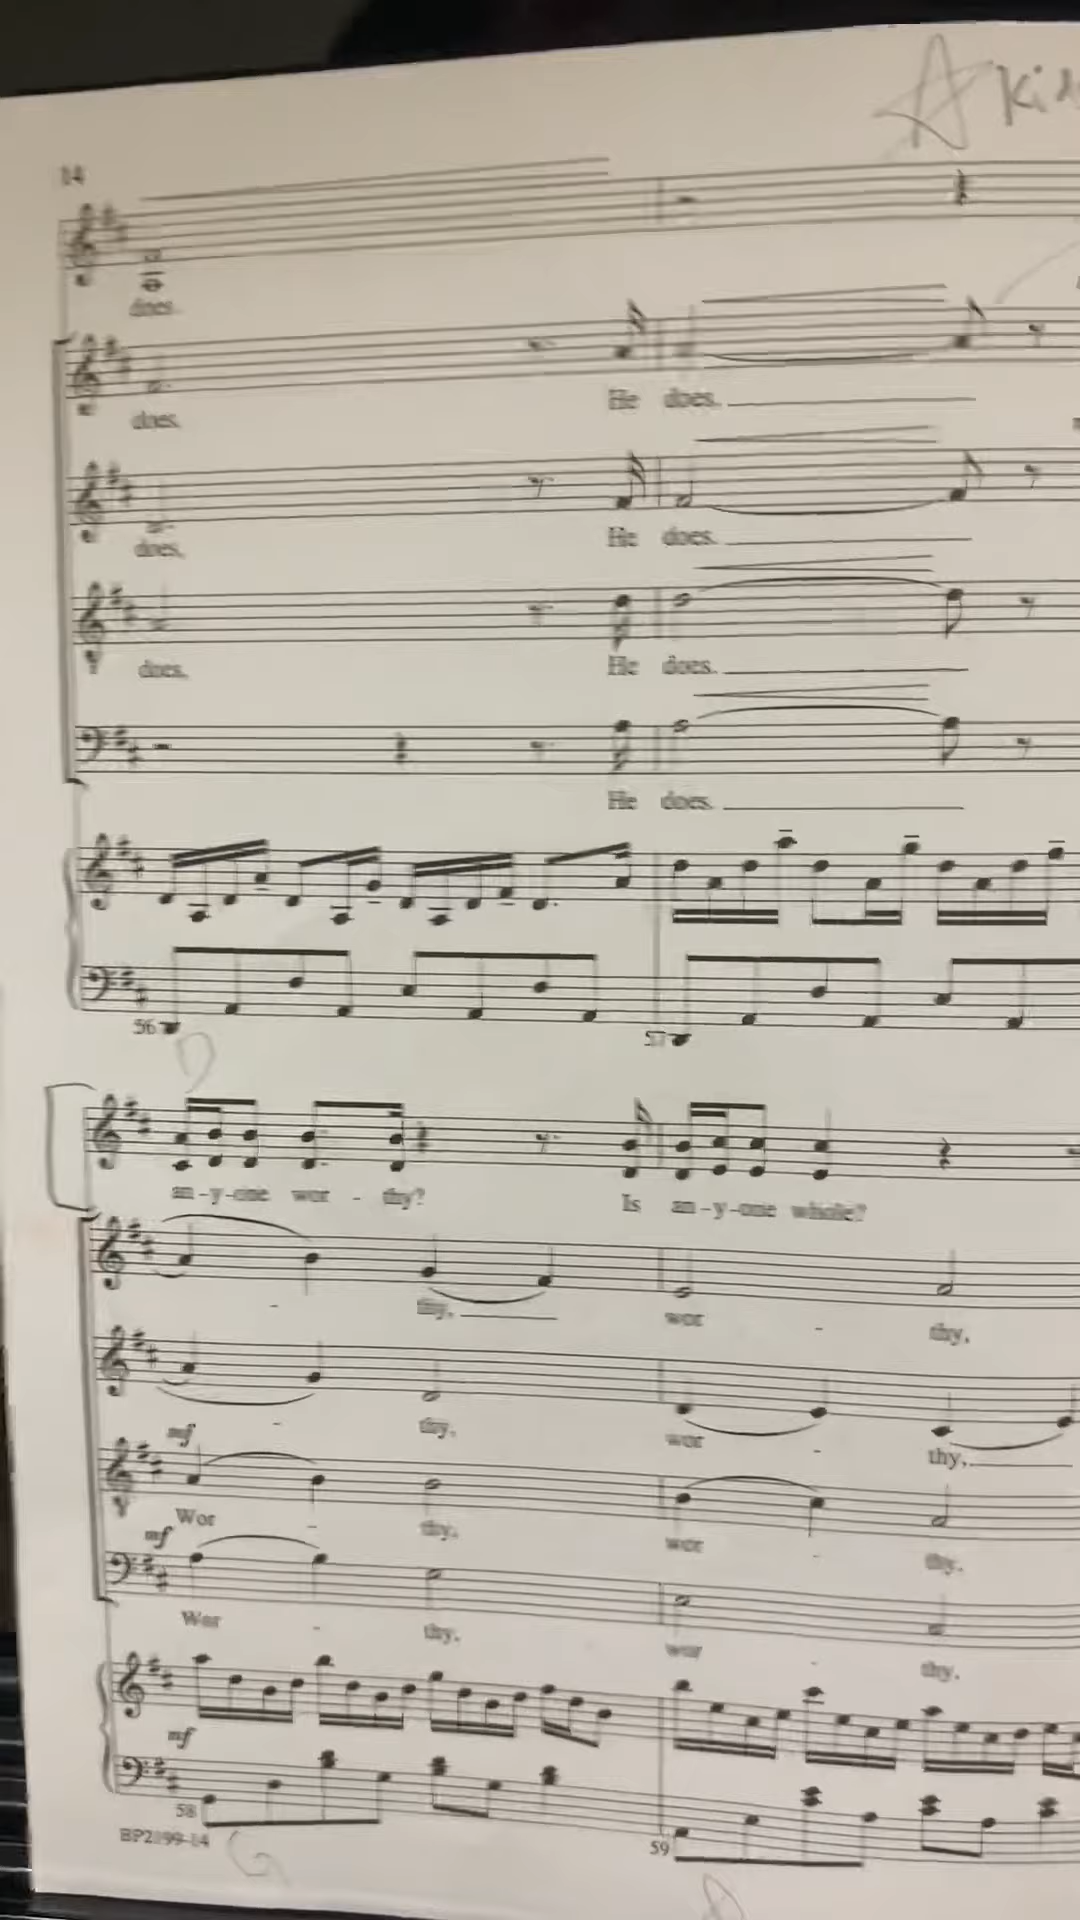 A
14
does.
He does.
does.
He does.
does.
He does.
does.
He does.
56
57
D
an-y-one wor - thy? Is an-y-one whole?
- thy, wor - thy,
- thy, wor - thy,
mf
Wor - thy, wor - thy,
mf
Wor - thy, wor - thy,
mf
58
59
BP2199-14
G